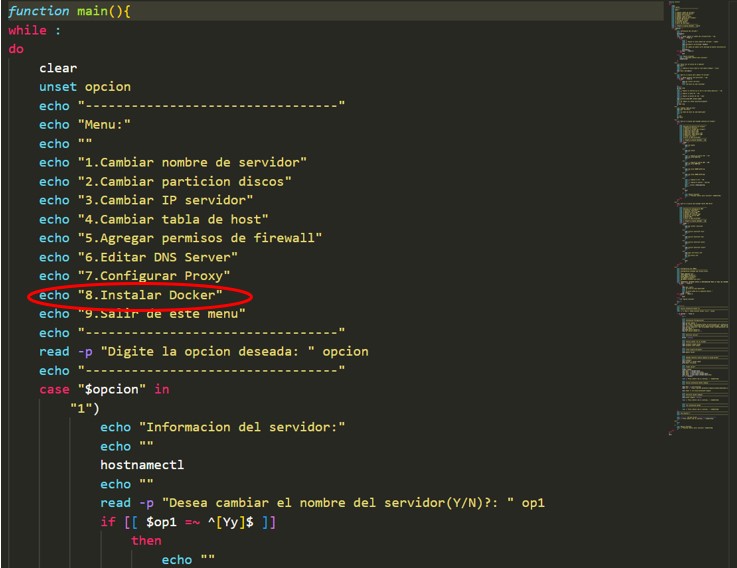 function main(){
while :
do
clear
unset opcion
echo "---------------------------------"
echo "Menu:"
echo ""
echo "1.Cambiar nombre de servidor"
echo "2.Cambiar particion discos"
echo "3.Cambiar IP servidor"
echo "4.Cambiar tabla de host"
echo "5.Agregar permisos de firewall"
echo "6.Editar DNS Server"
echo "7.Configurar Proxy"
echo "8.Instalar Docker"
echo "9.Salir de este menu"
echo "---------------------------------"
read -p "Digite la opcion deseada: " opcion
echo "---------------------------------"
case "$opcion" in
"1")
echo "Informacion del servidor:"
echo ""
hostnamectl
echo ""
read -p "Desea cambiar el nombre del servidor(Y/N)?: " op1
if [[ $op1 =~ ^[Yy]$ ]]
then
echo ""